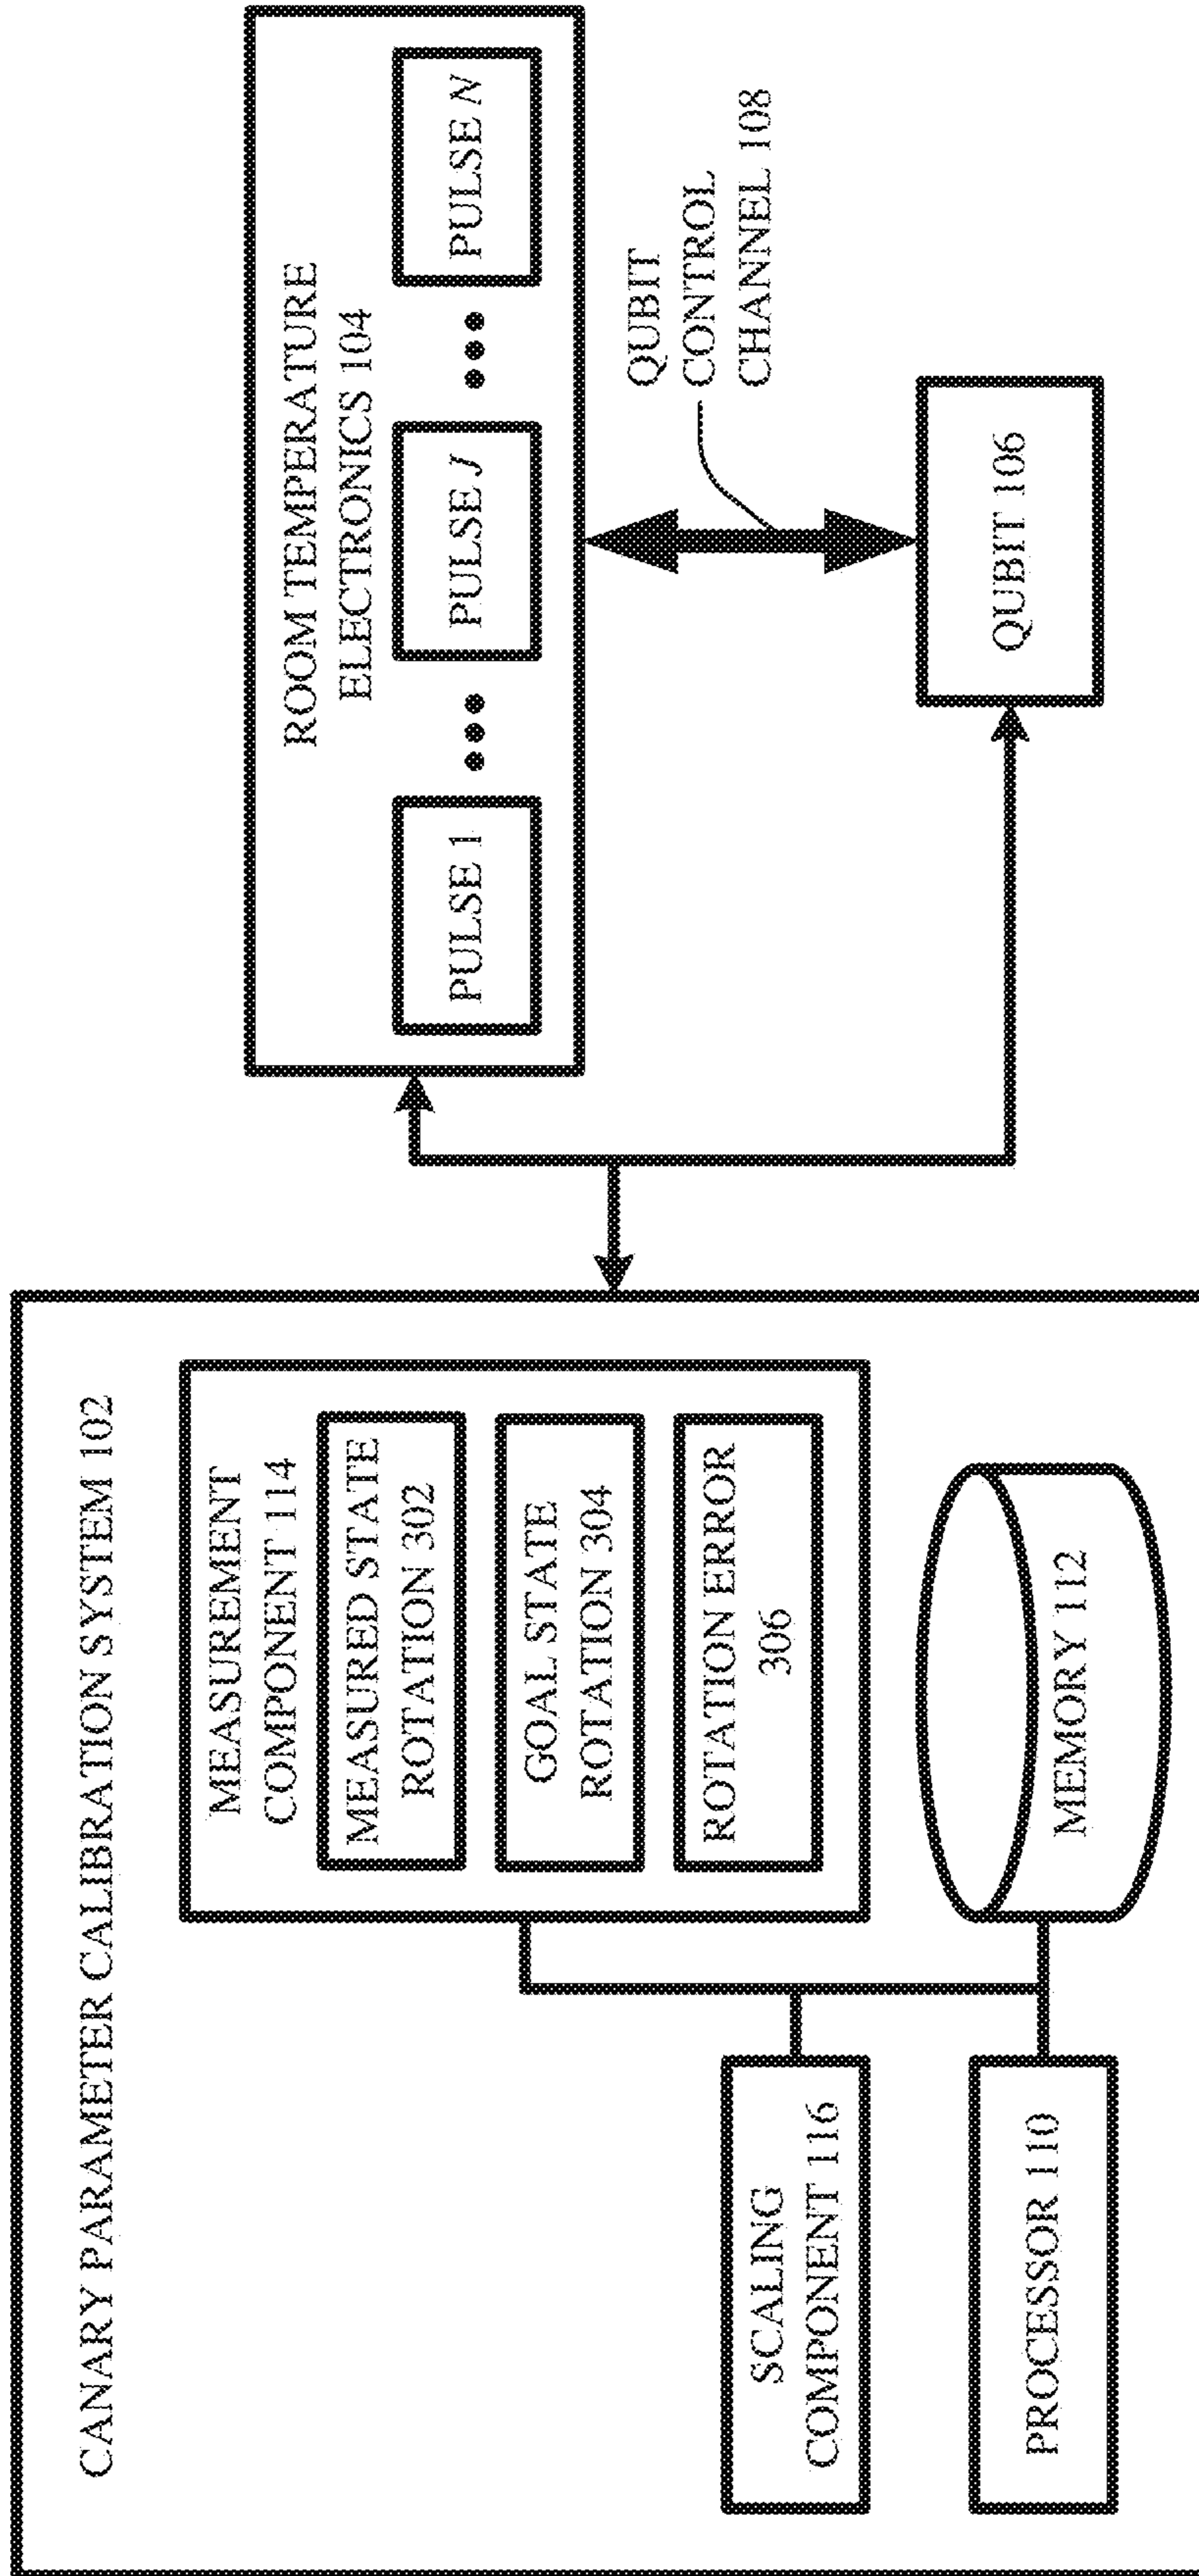 CANARY PARAMETER CALIBRATION SYSTEM 102
MEASUREMENT
COMPONENT 114
MEASURED STATE
ROTATION 302
GOAL STATE
ROTATION 304
ROTATION ERROR
306
SCALING
COMPONENT 116
PROCESSOR 110
MEMORY 112
ROOM TEMPERATURE
ELECTRONICS 104
PULSE 1
PULSE J
PULSE N
QUBIT
CONTROL
CHANNEL 108
QUBIT 106